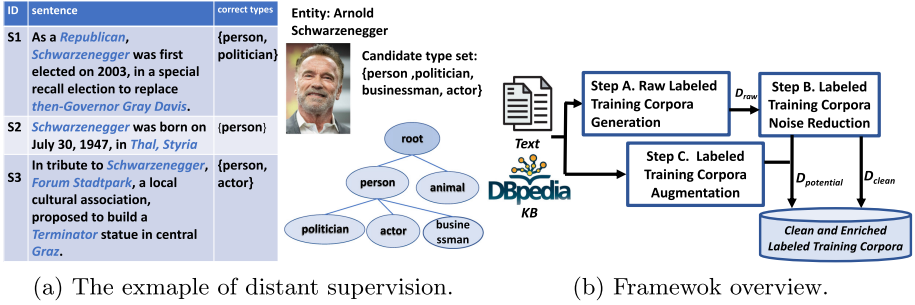 ID sentence correct types
S1 As a Republican, {person,
Schwarzenegger was first politician}
elected on 2003, in a special
recall election to replace
then-Governor Gray Davis.
S2 Schwarzenegger was born on {person}
July 30, 1947, in Thal, Styria
S3 In tribute to Schwarzenegger, {person,
Forum Stadtpark, a local actor}
cultural association,
proposed to build a
Terminator statue in central
Graz.
Entity: Arnold
Schwarzenegger
Candidate type set:
{person ,politician,
businessman, actor}
root
person
animal
politician
actor
busine
ssman
(a) The exmaple of distant supervision.
Text
DBpedia
KB
Step A. Raw Labeled
Training Corpora
Generation
Draw
Step B. Labeled
Training Corpora
Noise Reduction
Step C. Labeled
Training Corpora
Augmentation
Dpotential
Dclean
Clean and Enriched
Labeled Training Corpora
(b) Framewok overview.